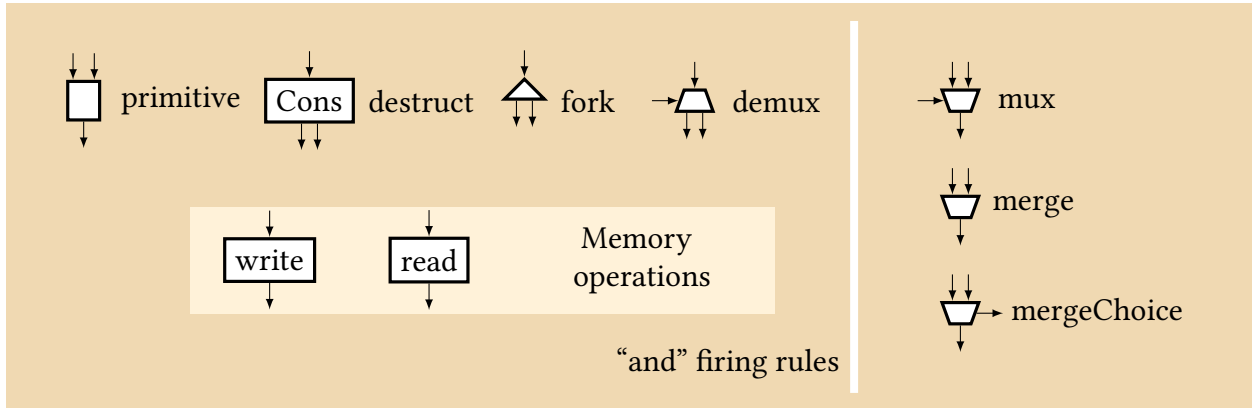 primitive
Cons
destruct
fork
demux
mux
merge
write
read
Memory
operations
mergeChoice
“and” firing rules